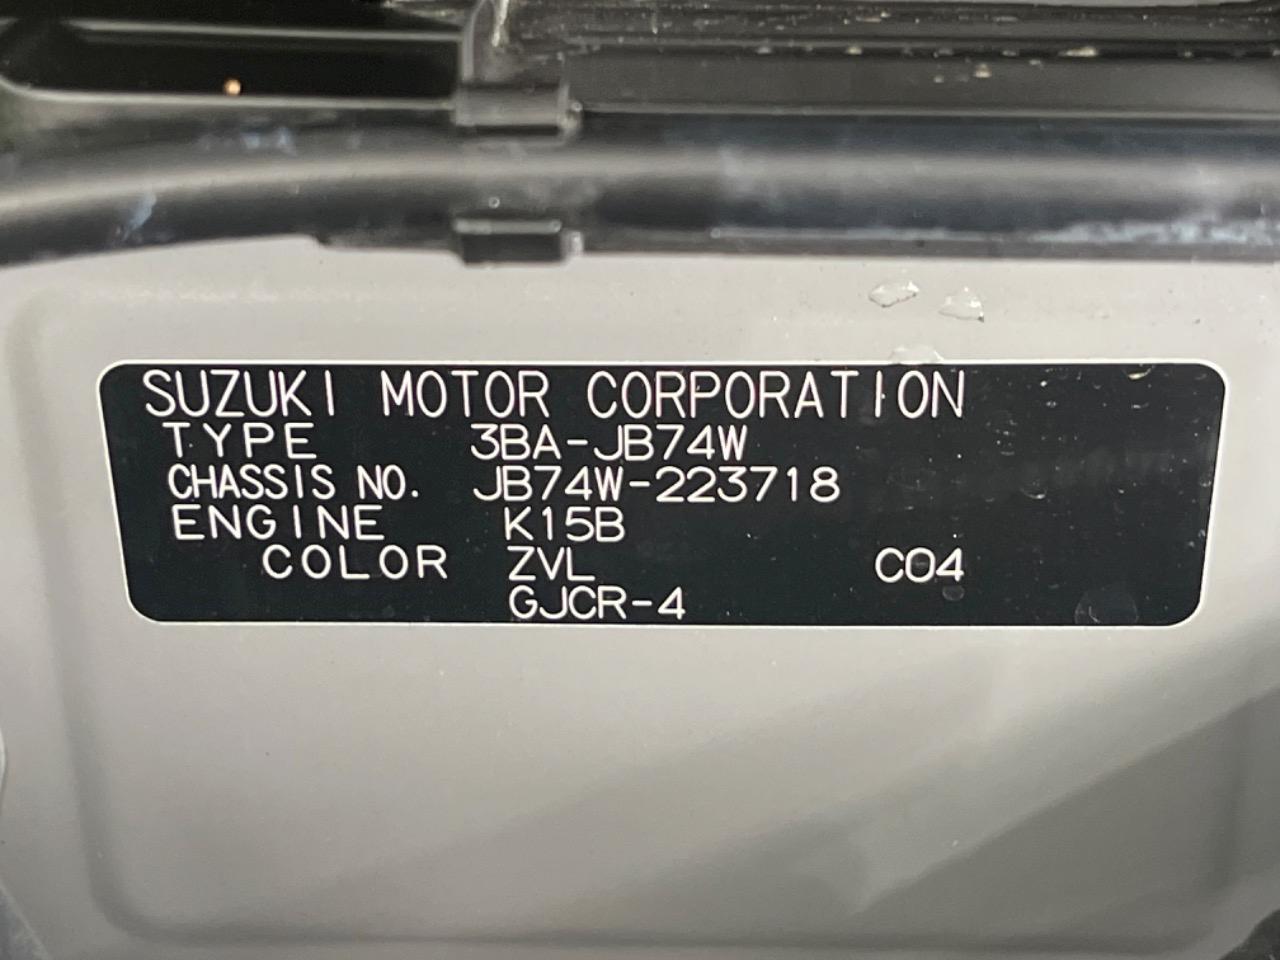 SUZUKI MOTOR CORPORATION
TYPE 3BA-JB74W
CHASSIS NO. JB74W-223718
ENGINE K15B
COLOR ZVL C04
GJCR-4